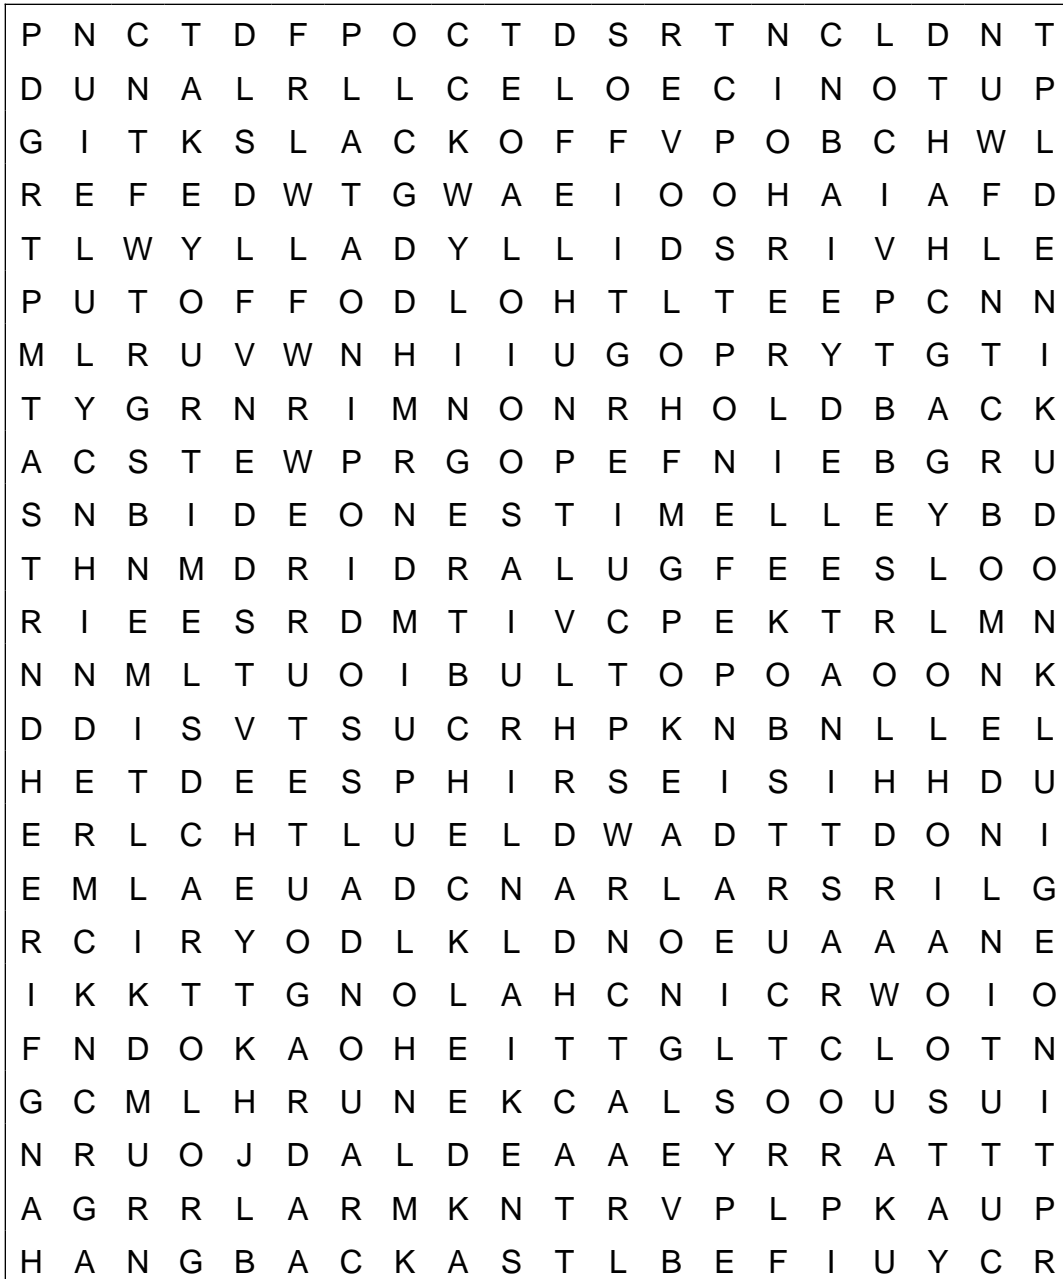 P N C T D F P O C T D S R T N C L D N T
D U N A L R L L C E L O E C I N O T U P
G I T K S L A C K O F F V P O B C H W L
R E F E D W T G W A E I O O H A I A F D
T L W Y L L A D Y L L I D S R I V H L E
P U T O F F O D L O H T L T E E P C N N
M L R U V W N H I I U G O P R Y T G T I
T Y G R N R I M N O N R H O L D B A C K
A C S T E W P R G O P E F N I E B G R U
S N B I D E O N E S T I M E L L E Y B D
T H N M D R I D R A L U G F E E S L O O
R I E E S R D M T I V C P E K T R L M N
N N M L T U O I B U L T O P O A O O N K
D D I S V T S U C R H P K N B N L L E L
H E T D E E S P H I R S E I S I H H D U
E R L C H T L U E L D W A D T T D O N I
E M L A E U A D C N A R L A R S R I L G
R C I R Y O D L K L D N O E U A A A N E
I K K T T G N O L A H C N I C R W O I O
F N D O K A O H E I T T G L T C L O T N
G C M L H R U N E K C A L S O O U S U I
N R U O J D A L D E A A E Y R R A T T T
A G R R L A R M K N T R V P L P K A U P
H A N G B A C K A S T L B E F I U Y C R